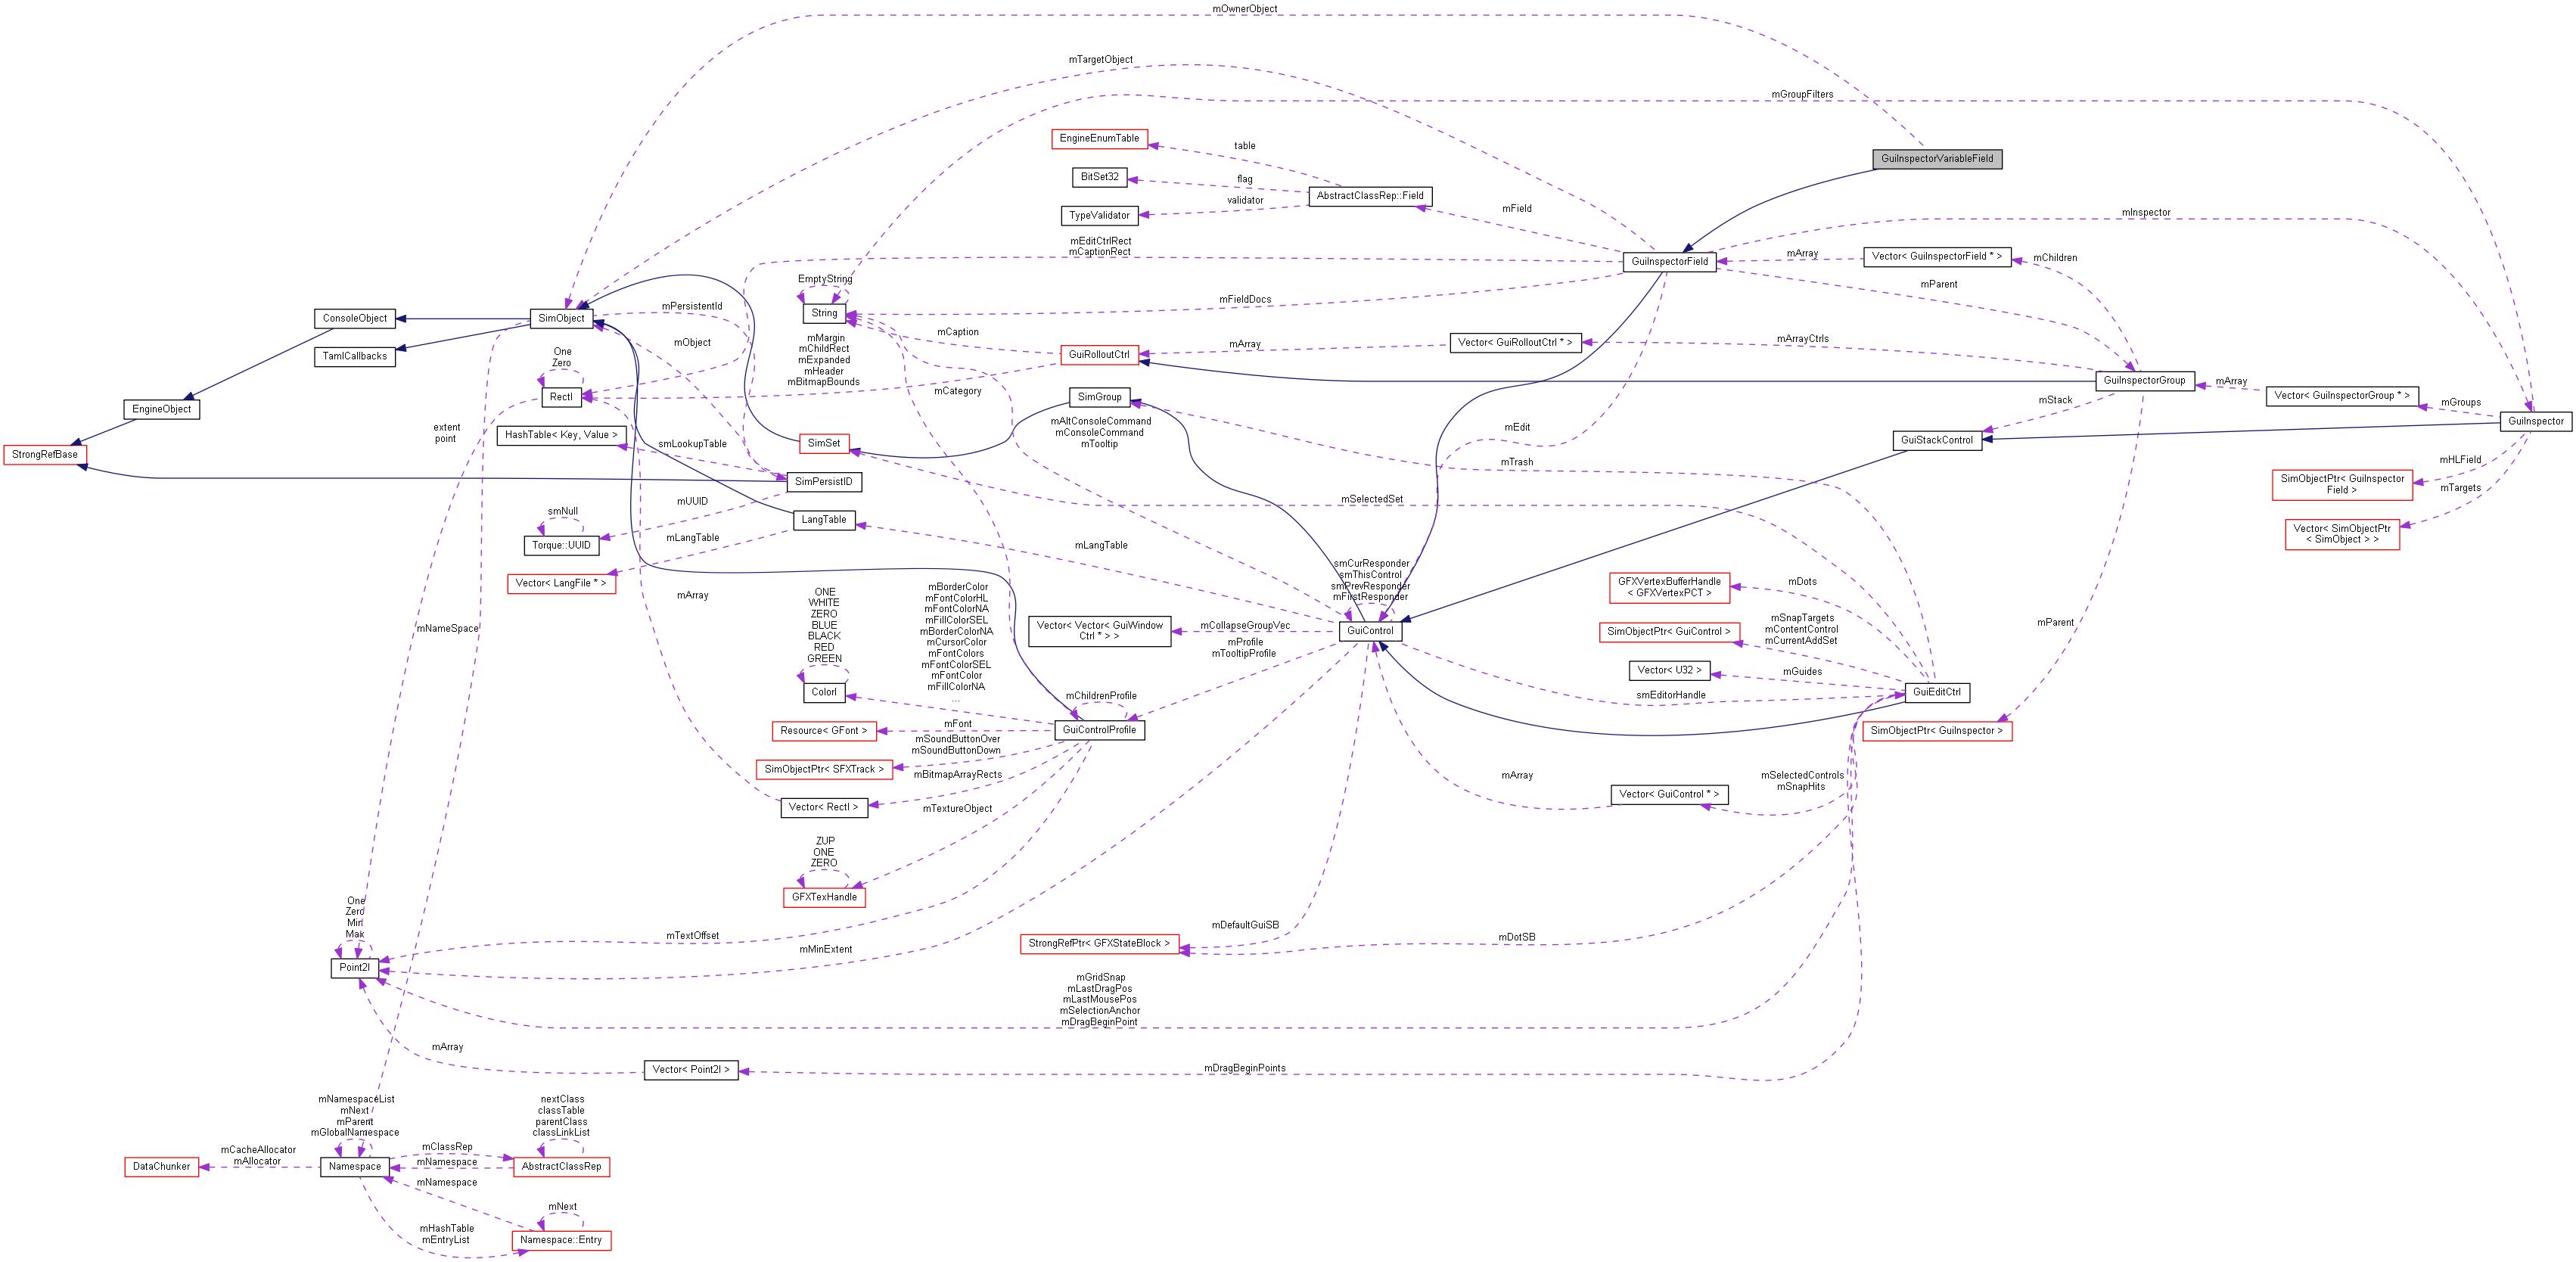 mOwnerObject
mTargetObject
mGroupFilters
EngineEnumTable
table
GuiInspectorVariableField
BitSet32
flag
AbstractClassRep::Field
validator
TypeValidator
mField
mInspector
mEditCtrlRect
mCaptionRect
GuiInspectorField
mArray
Vector< GuiInspectorField * >
mChildren
EmptyString
mFieldDocs
mParent
String
mPersistentId
ConsoleObject
SimObject
TamlCallbacks
mObject
mCaption
mMargin
mChildRect
mExpanded
mHeader
mBitmapBounds
GuiRolloutCtrl
mArray
Vector< GuiRolloutCtrl * >
mArrayCtrls
One
Zero
RectI
mCategory
SimGroup
GuiInspectorGroup
mArray
Vector< GuiInspectorGroup * >
mGroups
GuiInspector
EngineObject
mStack
extent
point
HashTable< Key, Value >
smLookupTable
SimSet
mAltConsoleCommand
mConsoleCommand
mTooltip
mEdit
GuiStackControl
StrongRefBase
mTrash
mHLField
SimObjectPtr< GuiInspector
Field >
SimPersistID
mTargets
mUUID
mSelectedSet
smNull
Torque::UUID
LangTable
Vector< SimObjectPtr
< SimObject > >
mLangTable
mLangTable
Vector< LangFile * >
smCurResponder
smThisControl
smPrevResponder
mFirstResponder
GuiControl
GFXVertexBufferHandle
< GFXVertexPCT >
mDots
mArray
ONE
WHITE
ZERO
BLUE
BLACK
RED
GREEN
ColorI
mBorderColor
mFontColorHL
mFontColorNA
mFillColorSEL
mBorderColorNA
mCursorColor
mFontColors
mFontColorSEL
mFontColor
mFillColorNA
...
Vector< Vector< GuiWindow
Ctrl * > >
mCollapseGroupVec
mProfile
mTooltipProfile
SimObjectPtr< GuiControl >
mSnapTargets
mContentControl
mCurrentAddSet
mNameSpace
mParent
Vector< U32 >
mGuides
mChildrenProfile
smEditorHandle
GuiEditCtrl
Resource< GFont >
mFont
GuiControlProfile
SimObjectPtr< GuiInspector >
mSoundButtonOver
mSoundButtonDown
SimObjectPtr< SFXTrack >
mBitmapArrayRects
mArray
mSelectedControls
mSnapHits
Vector< GuiControl * >
Vector< RectI >
mTextureObject
ZUP
ONE
ZERO
GFXTexHandle
One
Zero
Min
Max
Point2I
mTextOffset
mMinExtent
mDefaultGuiSB
StrongRefPtr< GFXStateBlock >
mDotSB
mGridSnap
mLastDragPos
mLastMousePos
mSelectionAnchor
mDragBeginPoint
mArray
Vector< Point2I >
mDragBeginPoints
mNamespaceList
mNext
mParent
mGlobalNamespace
nextClass
classTable
parentClass
classLinkList
mCacheAllocator
mAllocator
mClassRep
DataChunker
Namespace
mNamespace
AbstractClassRep
mNamespace
mNext
mHashTable
mEntryList
Namespace::Entry